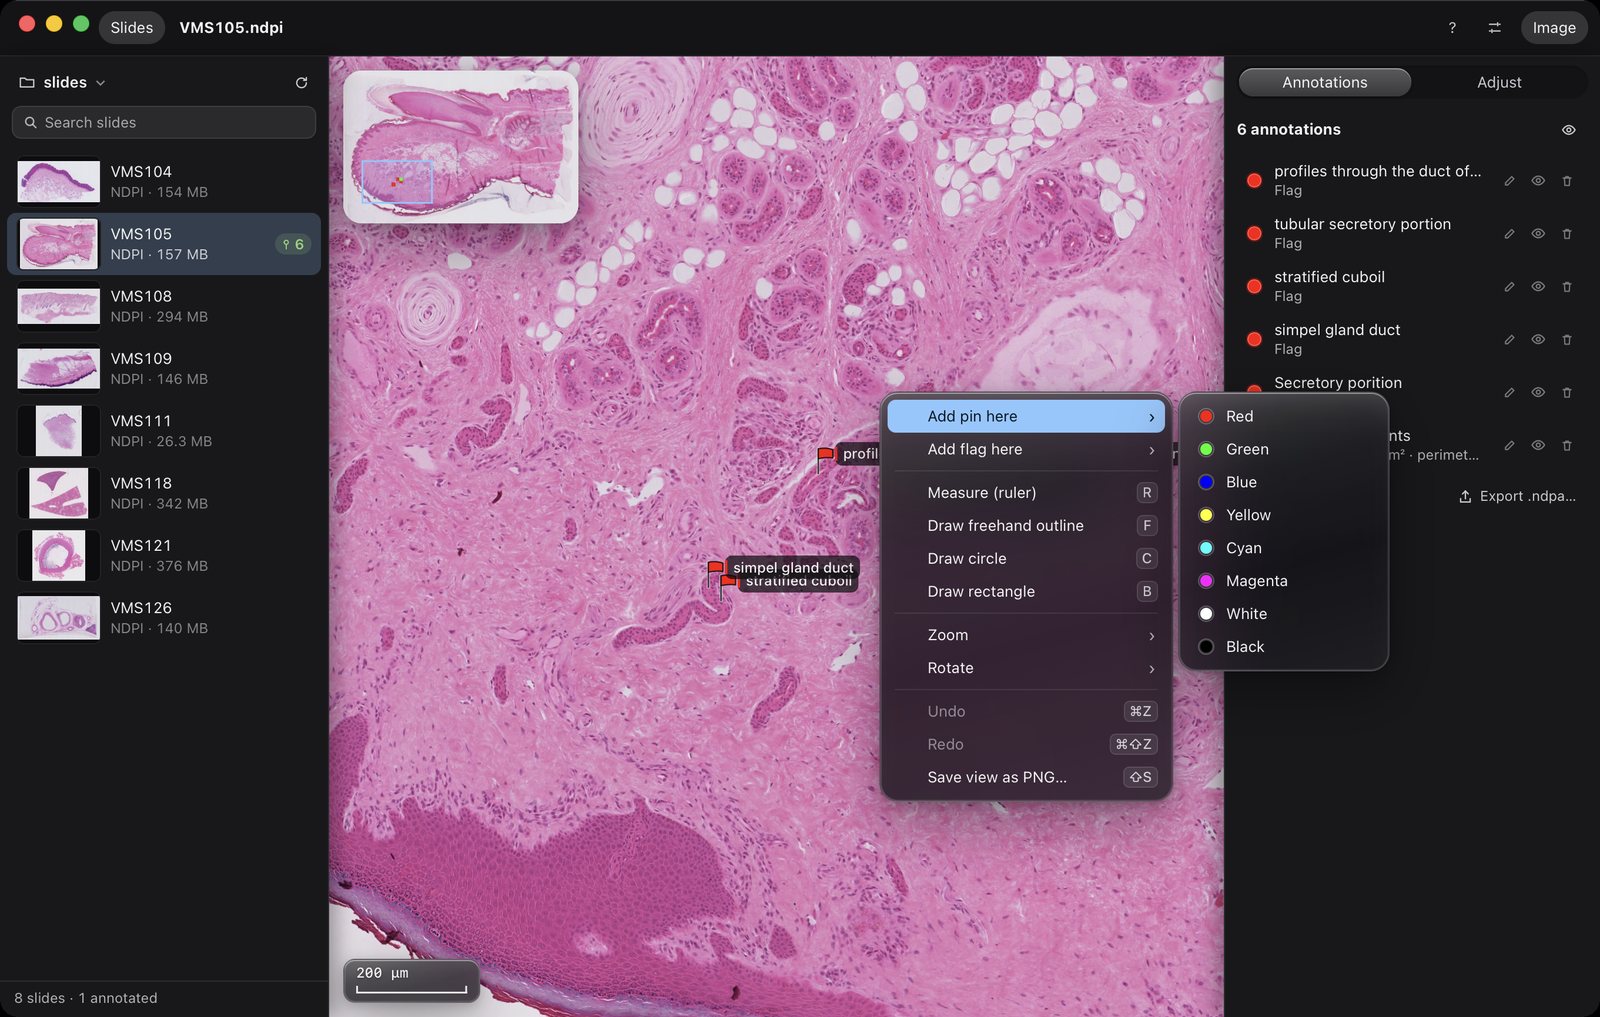 Slides
VMS105.ndpi
?
Image
slides
Search slides
VMS104
NDPI · 154 MB
VMS105
NDPI · 157 MB
6
VMS108
NDPI · 294 MB
VMS109
NDPI · 146 MB
VMS111
NDPI · 26.3 MB
VMS118
NDPI · 342 MB
VMS121
NDPI · 376 MB
VMS126
NDPI · 140 MB
8 slides · 1 annotated
profil
simpel gland duct
stratified cuboil
200 µm
Add pin here
Add flag here
Measure (ruler) R
Draw freehand outline F
Draw circle C
Draw rectangle B
Zoom
Rotate
Undo ⌘Z
Redo ⌘⇧Z
Save view as PNG... ⇧S
Red
Green
Blue
Yellow
Cyan
Magenta
White
Black
Annotations
Adjust
6 annotations
profiles through the duct of...
Flag
tubular secretory portion
Flag
stratified cuboil
Flag
simpel gland duct
Flag
Secretory porition
nts
m² · perimet...
Export .ndpa...